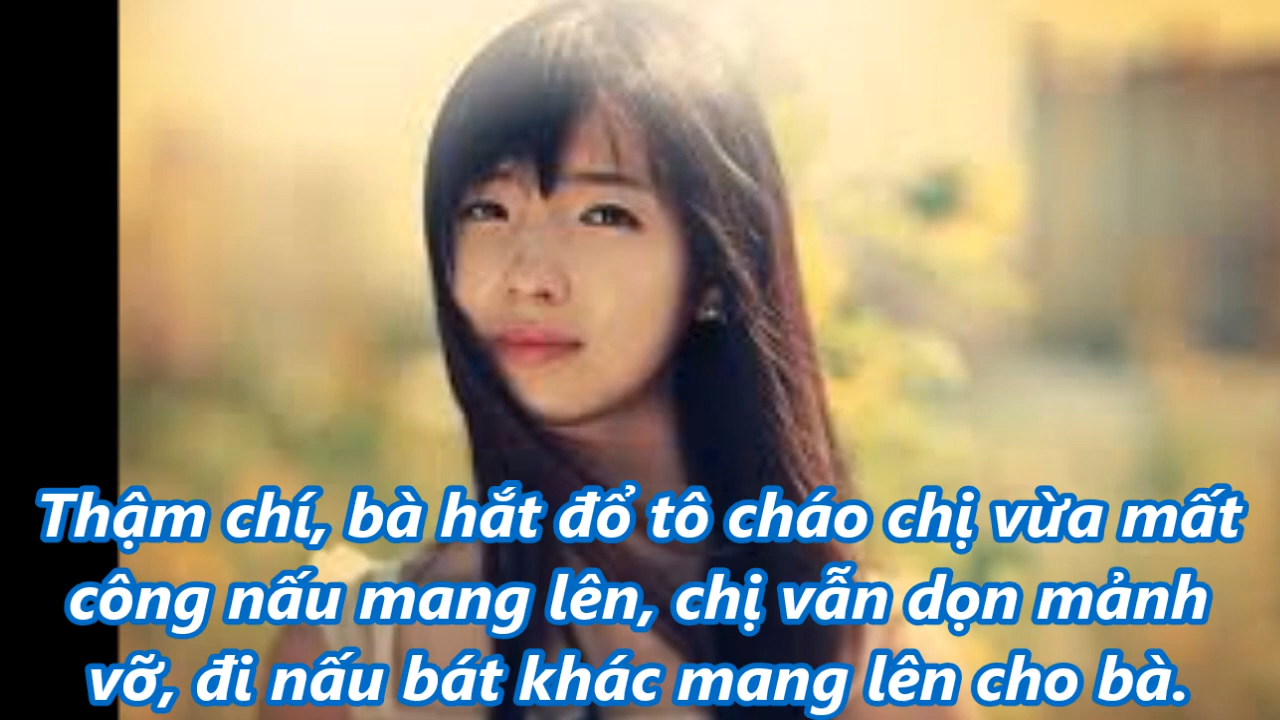 Thậm chí, bà hắt đổ tô cháo chị vừa mất
công nấu mang lên, chị vẫn dọn mảnh
vỡ, đi nấu bát khác mang lên cho bà.